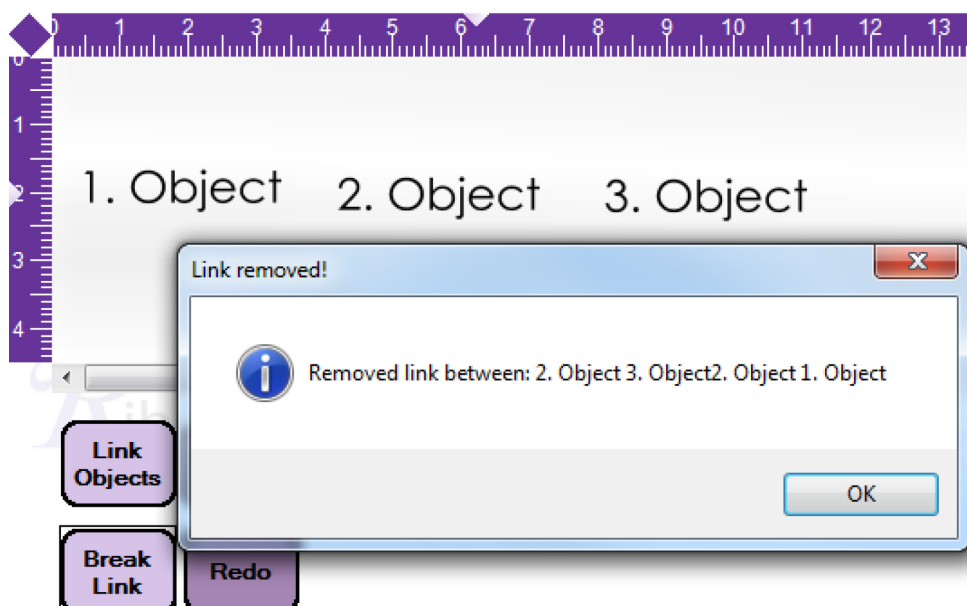 0 1 2 3 4 5 6 7 8 9 10 11 12 13
0
1
2
3
4
1. Object 2. Object 3. Object
Link removed!
Removed link between: 2. Object 3. Object2. Object 1. Object
OK
Link
Objects
Break
Link
Redo